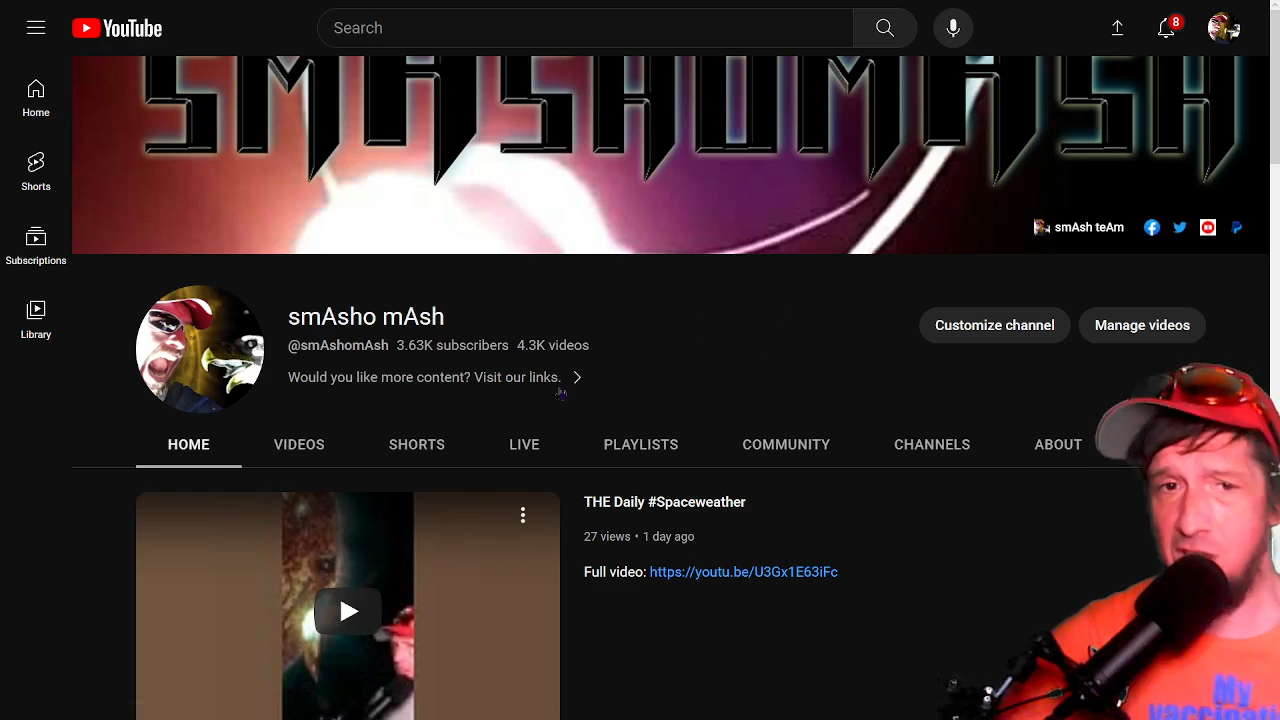 YouTube
Search
8
Home
Shorts
Subscriptions
Library
SMASHOMASH
smAsh teAm
smAsho mAsh
@smAshomAsh 3.63K subscribers 4.3K videos
Would you like more content? Visit our links.
Customize channel
Manage videos
HOME VIDEOS SHORTS LIVE PLAYLISTS COMMUNITY CHANNELS ABOUT
THE Daily #Spaceweather
27 views • 1 day ago
Full video: https://youtu.be/U3Gx1E63iFc
My